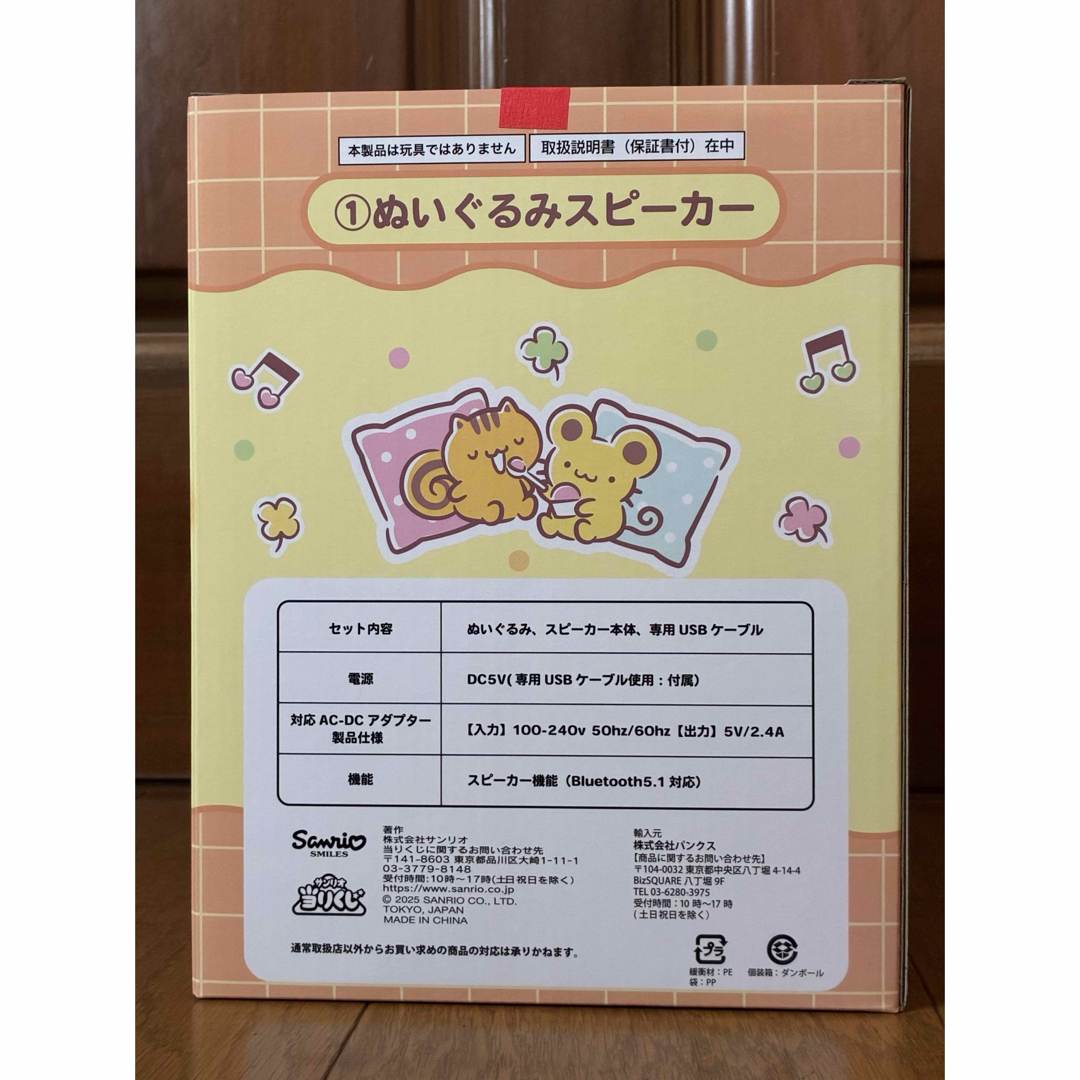 本製品は玩具ではありません
取扱説明書（保証書付）在中
①ぬいぐるみスピーカー
セット内容
ぬいぐるみ、スピーカー本体、専用USBケーブル
電源
DC5V(専用USBケーブル使用：付属）
対応AC-DCアダプター
製品仕様
【入力】100-240v 50hz/60hz【出力】5V/2.4A
機能
スピーカー機能（Bluetooth5.1対応）
Sanrio
SMILES
サンリオ
当りくじ
著作
株式会社サンリオ
当りくじに関するお問い合わせ先
〒141-8603 東京都品川区大崎1-11-1
03-3779-8148
受付時間:10時～17時(土日祝日を除く)
https://www.sanrio.co.jp
© 2025 SANRIO CO., LTD.
TOKYO, JAPAN
MADE IN CHINA
輸入元
株式会社バンクス
【商品に関するお問い合わせ先】
〒104-0032 東京都中央区八丁堀 4-14-4
BizSQUARE 八丁堀 9F
TEL 03-6280-3975
受付時間：10 時～17 時
( 土日祝日を除く）
通常取扱店以外からお買い求めの商品の対応は承りかねます。
プラ
緩衝材：PE
袋：PP
個装箱：ダンボール